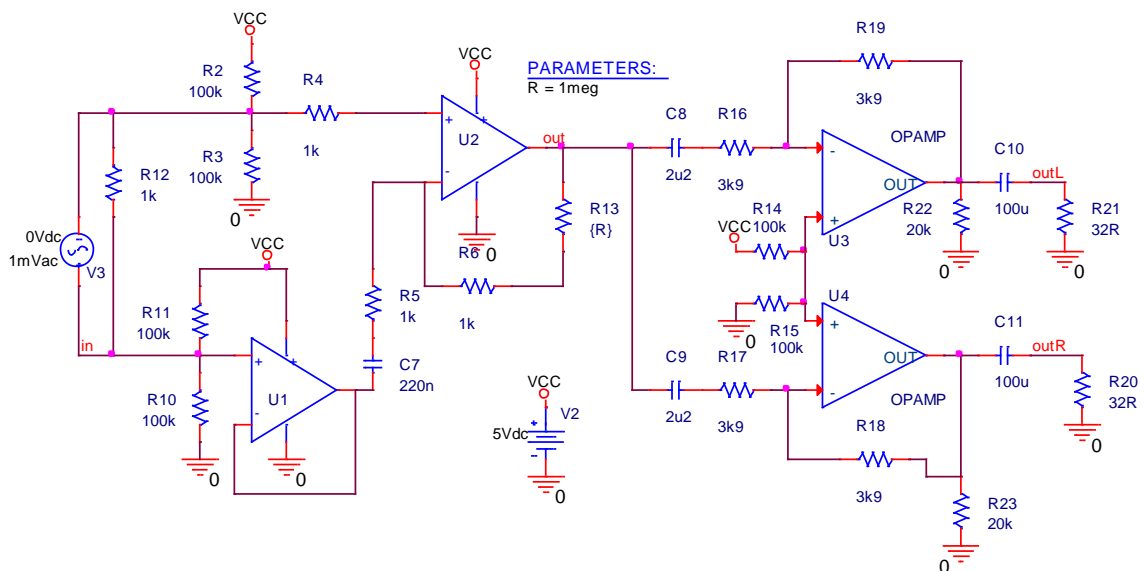 VCC
R2
100k
R4
1k
R3
100k
0
R12
1k
0Vdc
1mVac
V3
in
VCC
R11
100k
R10
100k
0
+
-
U1
0
+
+
-
U2
VCC
0
out
R5
1k
C7
220n
R6
1k
R13
{R}
PARAMETERS:
R = 1meg
VCC
V2
5Vdc
+
-
0
C8
2u2
R16
3k9
R19
3k9
OPAMP
-
+
OUT
U3
VCC
R14
100k
R15
100k
0
R22
20k
0
C10
100u
outL
R21
32R
0
C9
2u2
R17
3k9
U4
+
-
OUT
OPAMP
R18
3k9
R23
20k
0
C11
100u
outR
R20
32R
0